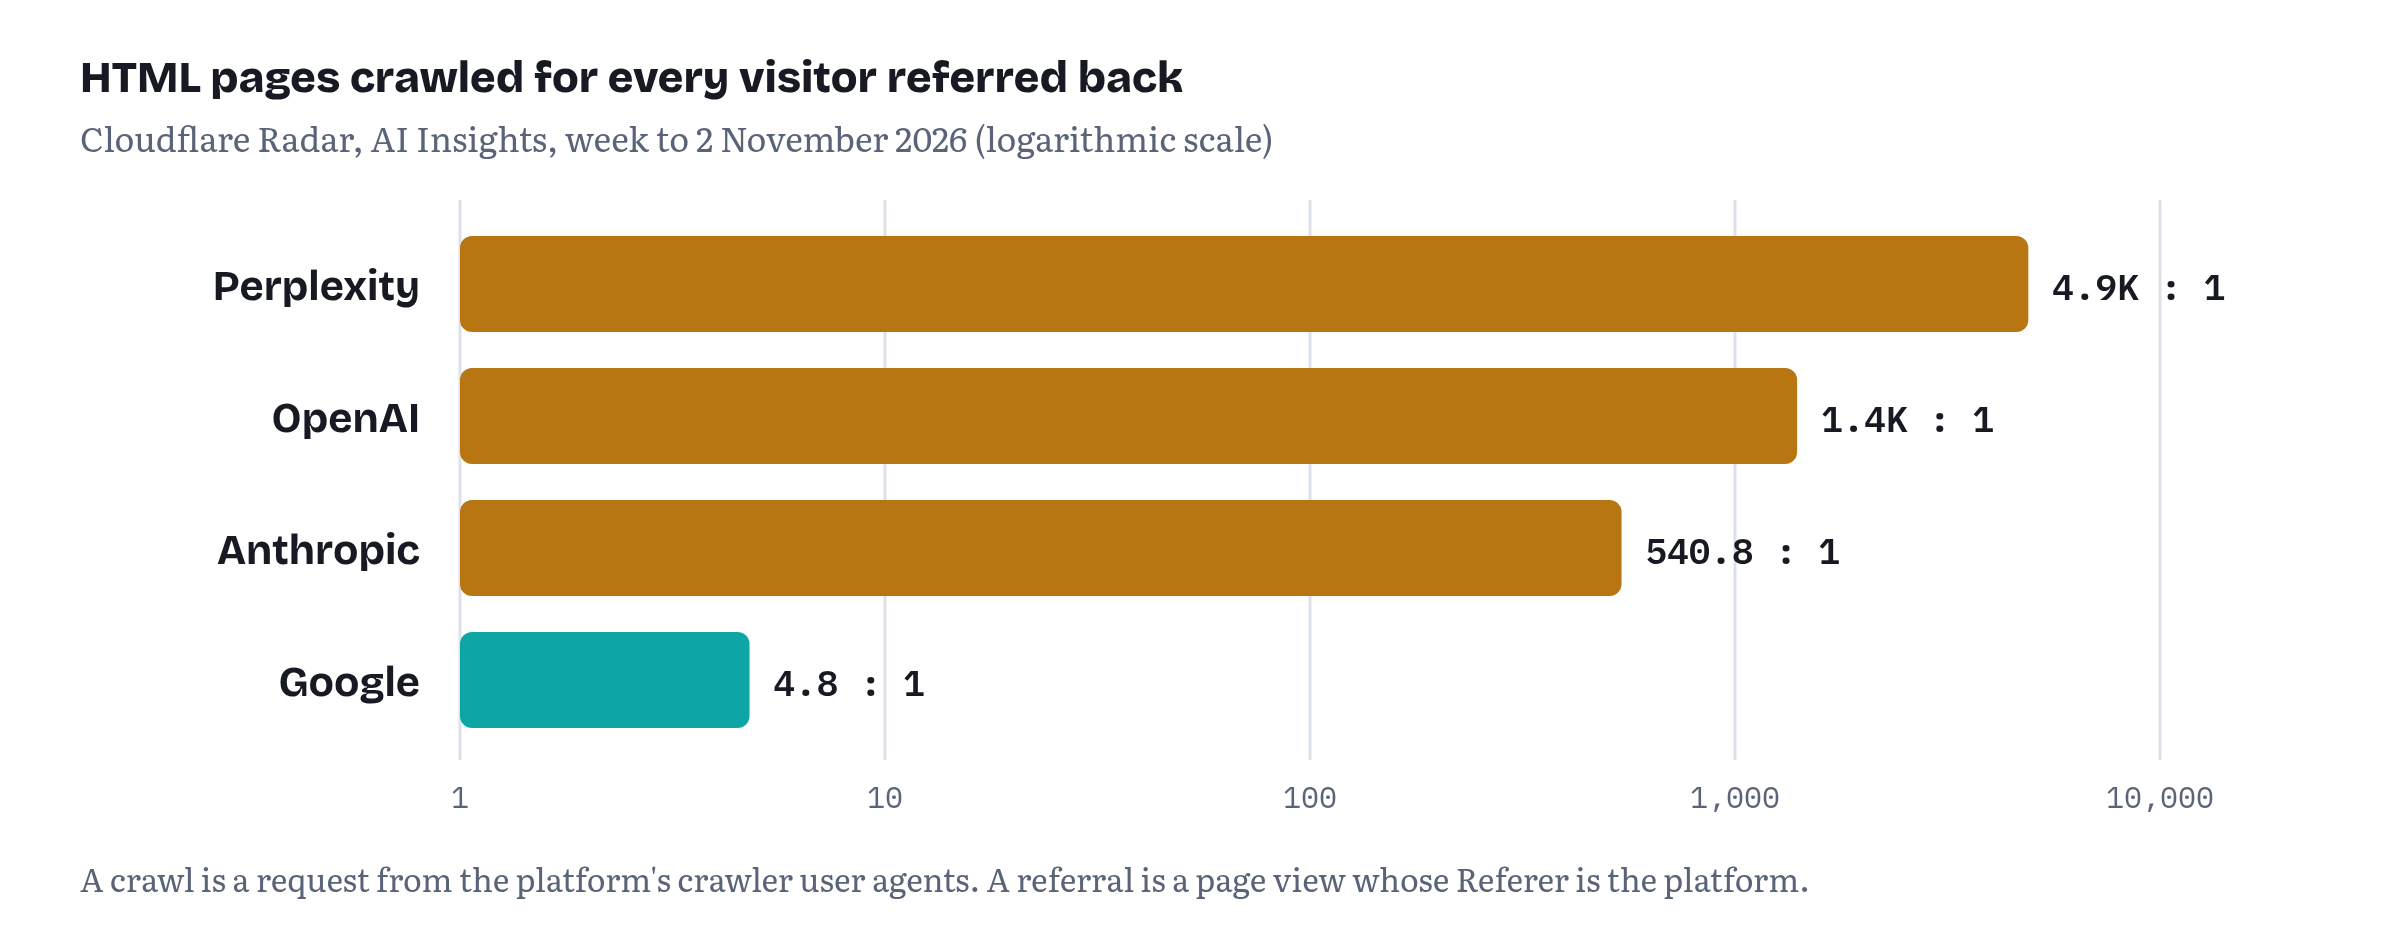 HTML pages crawled for every visitor referred back
Cloudflare Radar, AI Insights, week to 2 November 2026 (logarithmic scale)
Perplexity 4.9K : 1
OpenAI 1.4K : 1
Anthropic 540.8 : 1
Google 4.8 : 1
1 10 100 1,000 10,000
A crawl is a request from the platform's crawler user agents. A referral is a page view whose Referer is the platform.